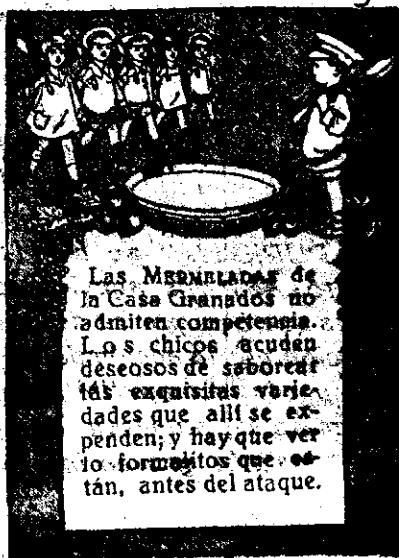 Las MERMELADAS de
la Casa Granados no
admiten competencia.
Los chicos acuden
deseosos de saborear
las exquisitas varie-
dades que allí se ex-
penden; y hay que ver
lo formalitos que es-
tán, antes del ataque.